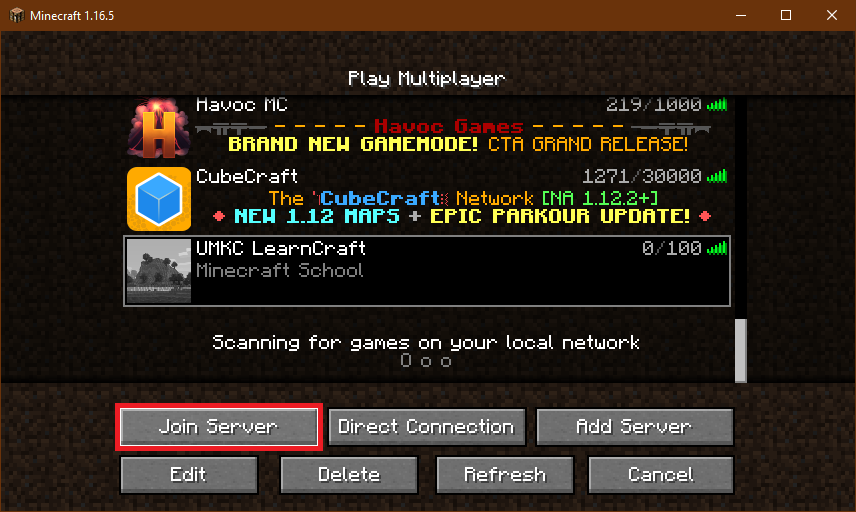 Minecraft 1.16.5
Play Multiplayer
Havoc MC 219/1000
- - - - - Havoc Games - - - - -
BRAND NEW GAMEMODE! CTA GRAND RELEASE!
H
CubeCraft 1271/30000
The CubeCraft Network [NA 1.12.2+]
NEW 1.12 MAPS + EPIC PARKOUR UPDATE!
UMKC LearnCraft 0/100
Minecraft School
Scanning for games on your local network
O o o
Join Server Direct Connection Add Server
Edit Delete Refresh Cancel